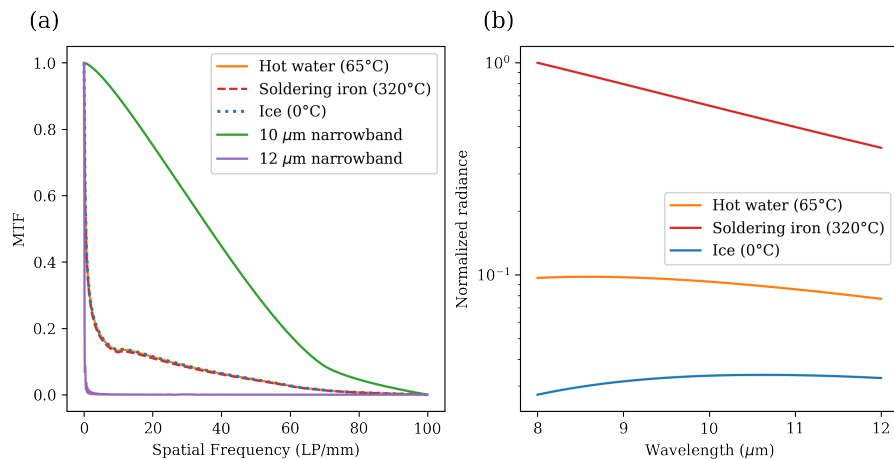 (a)
1.0
0.8
0.6
0.4
0.2
0.0
MTF
0 20 40 60 80 100
Spatial Frequency (LP/mm)
Hot water (65°C)
Soldering iron (320°C)
Ice (0°C)
10 μm narrowband
12 μm narrowband
(b)
10⁰
10⁻¹
Normalized radiance
8 9 10 11 12
Wavelength (μm)
Hot water (65°C)
Soldering iron (320°C)
Ice (0°C)